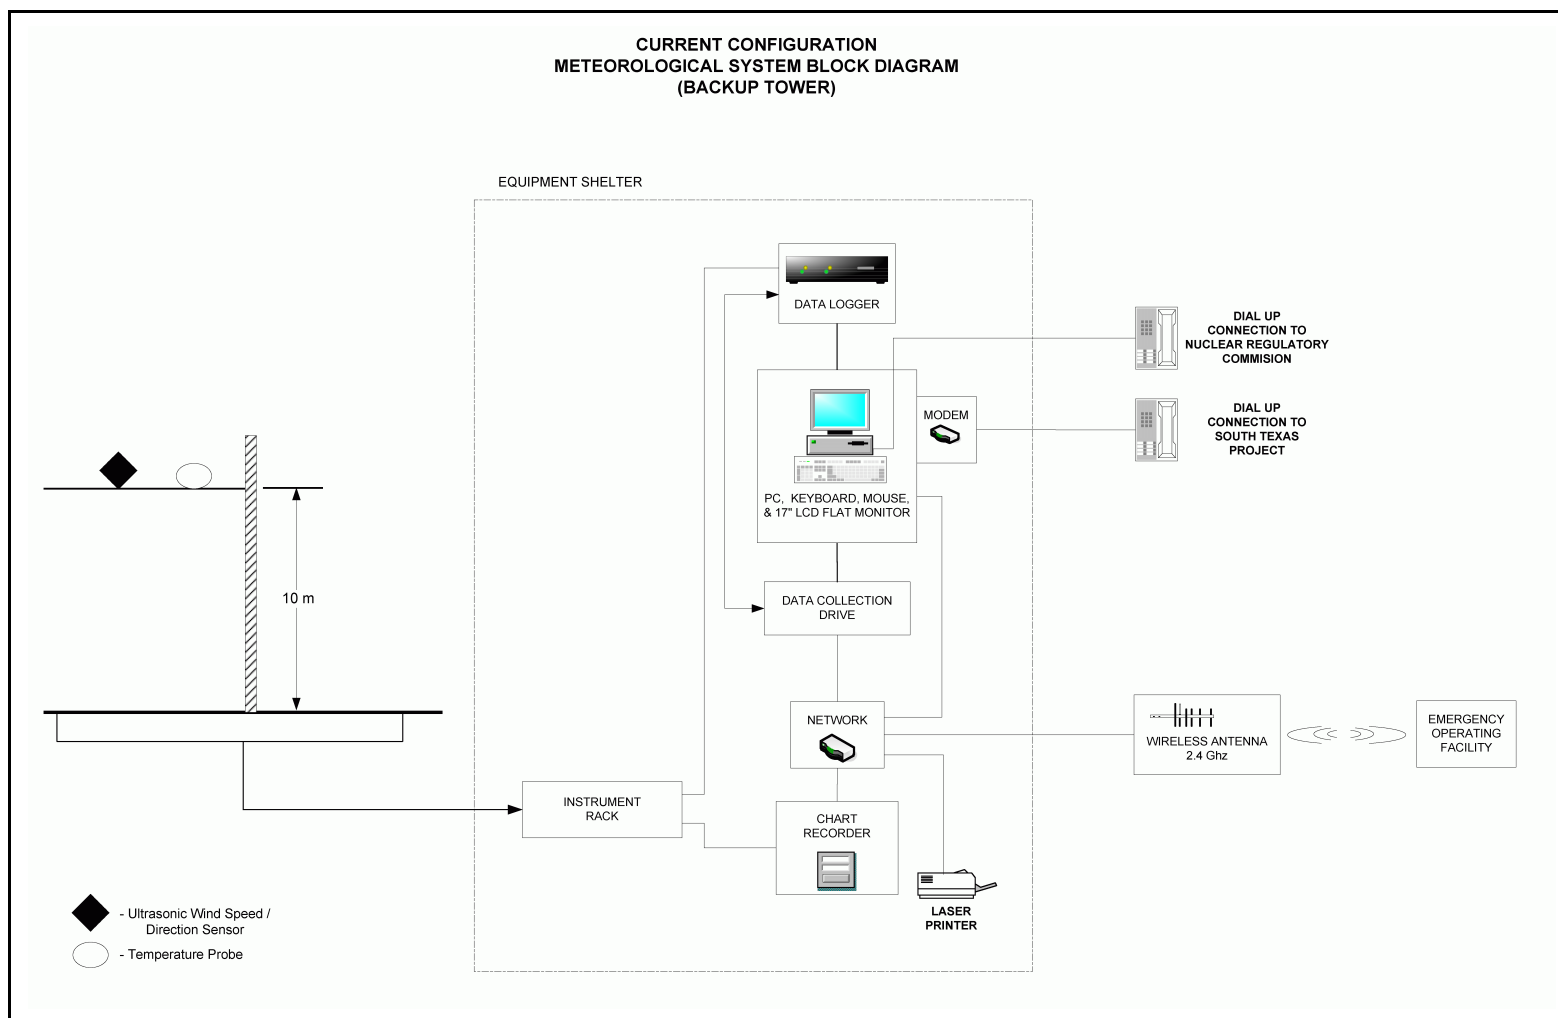 CURRENT CONFIGURATION
METEOROLOGICAL SYSTEM BLOCK DIAGRAM
(BACKUP TOWER)
EQUIPMENT SHELTER
DATA LOGGER
DIAL UP
CONNECTION TO
NUCLEAR REGULATORY
COMMISION
MODEM
DIAL UP
CONNECTION TO
SOUTH TEXAS
PROJECT
PC, KEYBOARD, MOUSE,
& 17" LCD FLAT MONITOR
10 m
DATA COLLECTION
DRIVE
NETWORK
WIRELESS ANTENNA
2.4 Ghz
EMERGENCY
OPERATING
FACILITY
INSTRUMENT
RACK
CHART
RECORDER
LASER
PRINTER
- Ultrasonic Wind Speed /
Direction Sensor
- Temperature Probe